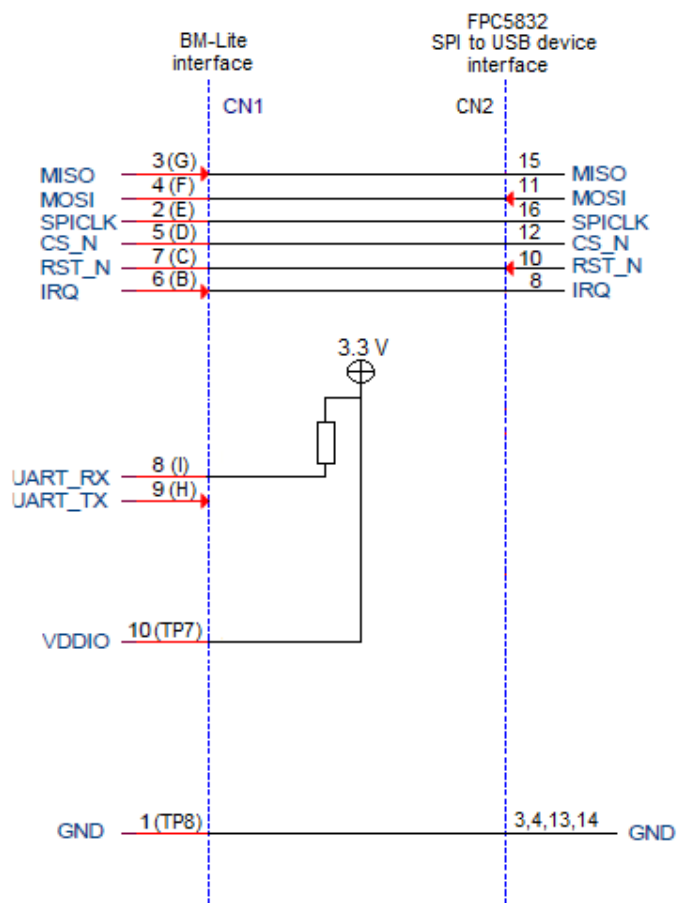 BM-Lite
interface
FPC5832
SPI to USB device
interface
CN1
CN2
MISO 3 (G) 15 MISO
MOSI 4 (F) 11 MOSI
SPICLK 2 (E) 16 SPICLK
CS_N 5 (D) 12 CS_N
RST_N 7 (C) 10 RST_N
IRQ 6 (B) 8 IRQ
3.3 V
UART_RX 8 (I)
UART_TX 9 (H)
VDDIO 10 (TP7)
GND 1 (TP8) 3,4,13,14 GND